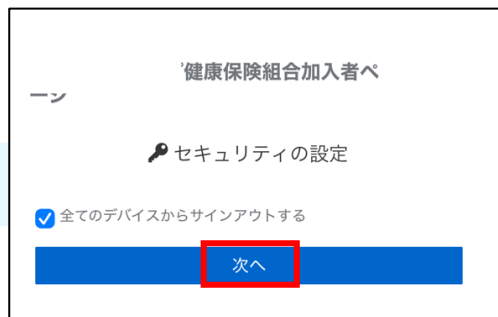 健康保険組合加入者ペ
ージ
セキュリティの設定
全てのデバイスからサインアウトする
次へ